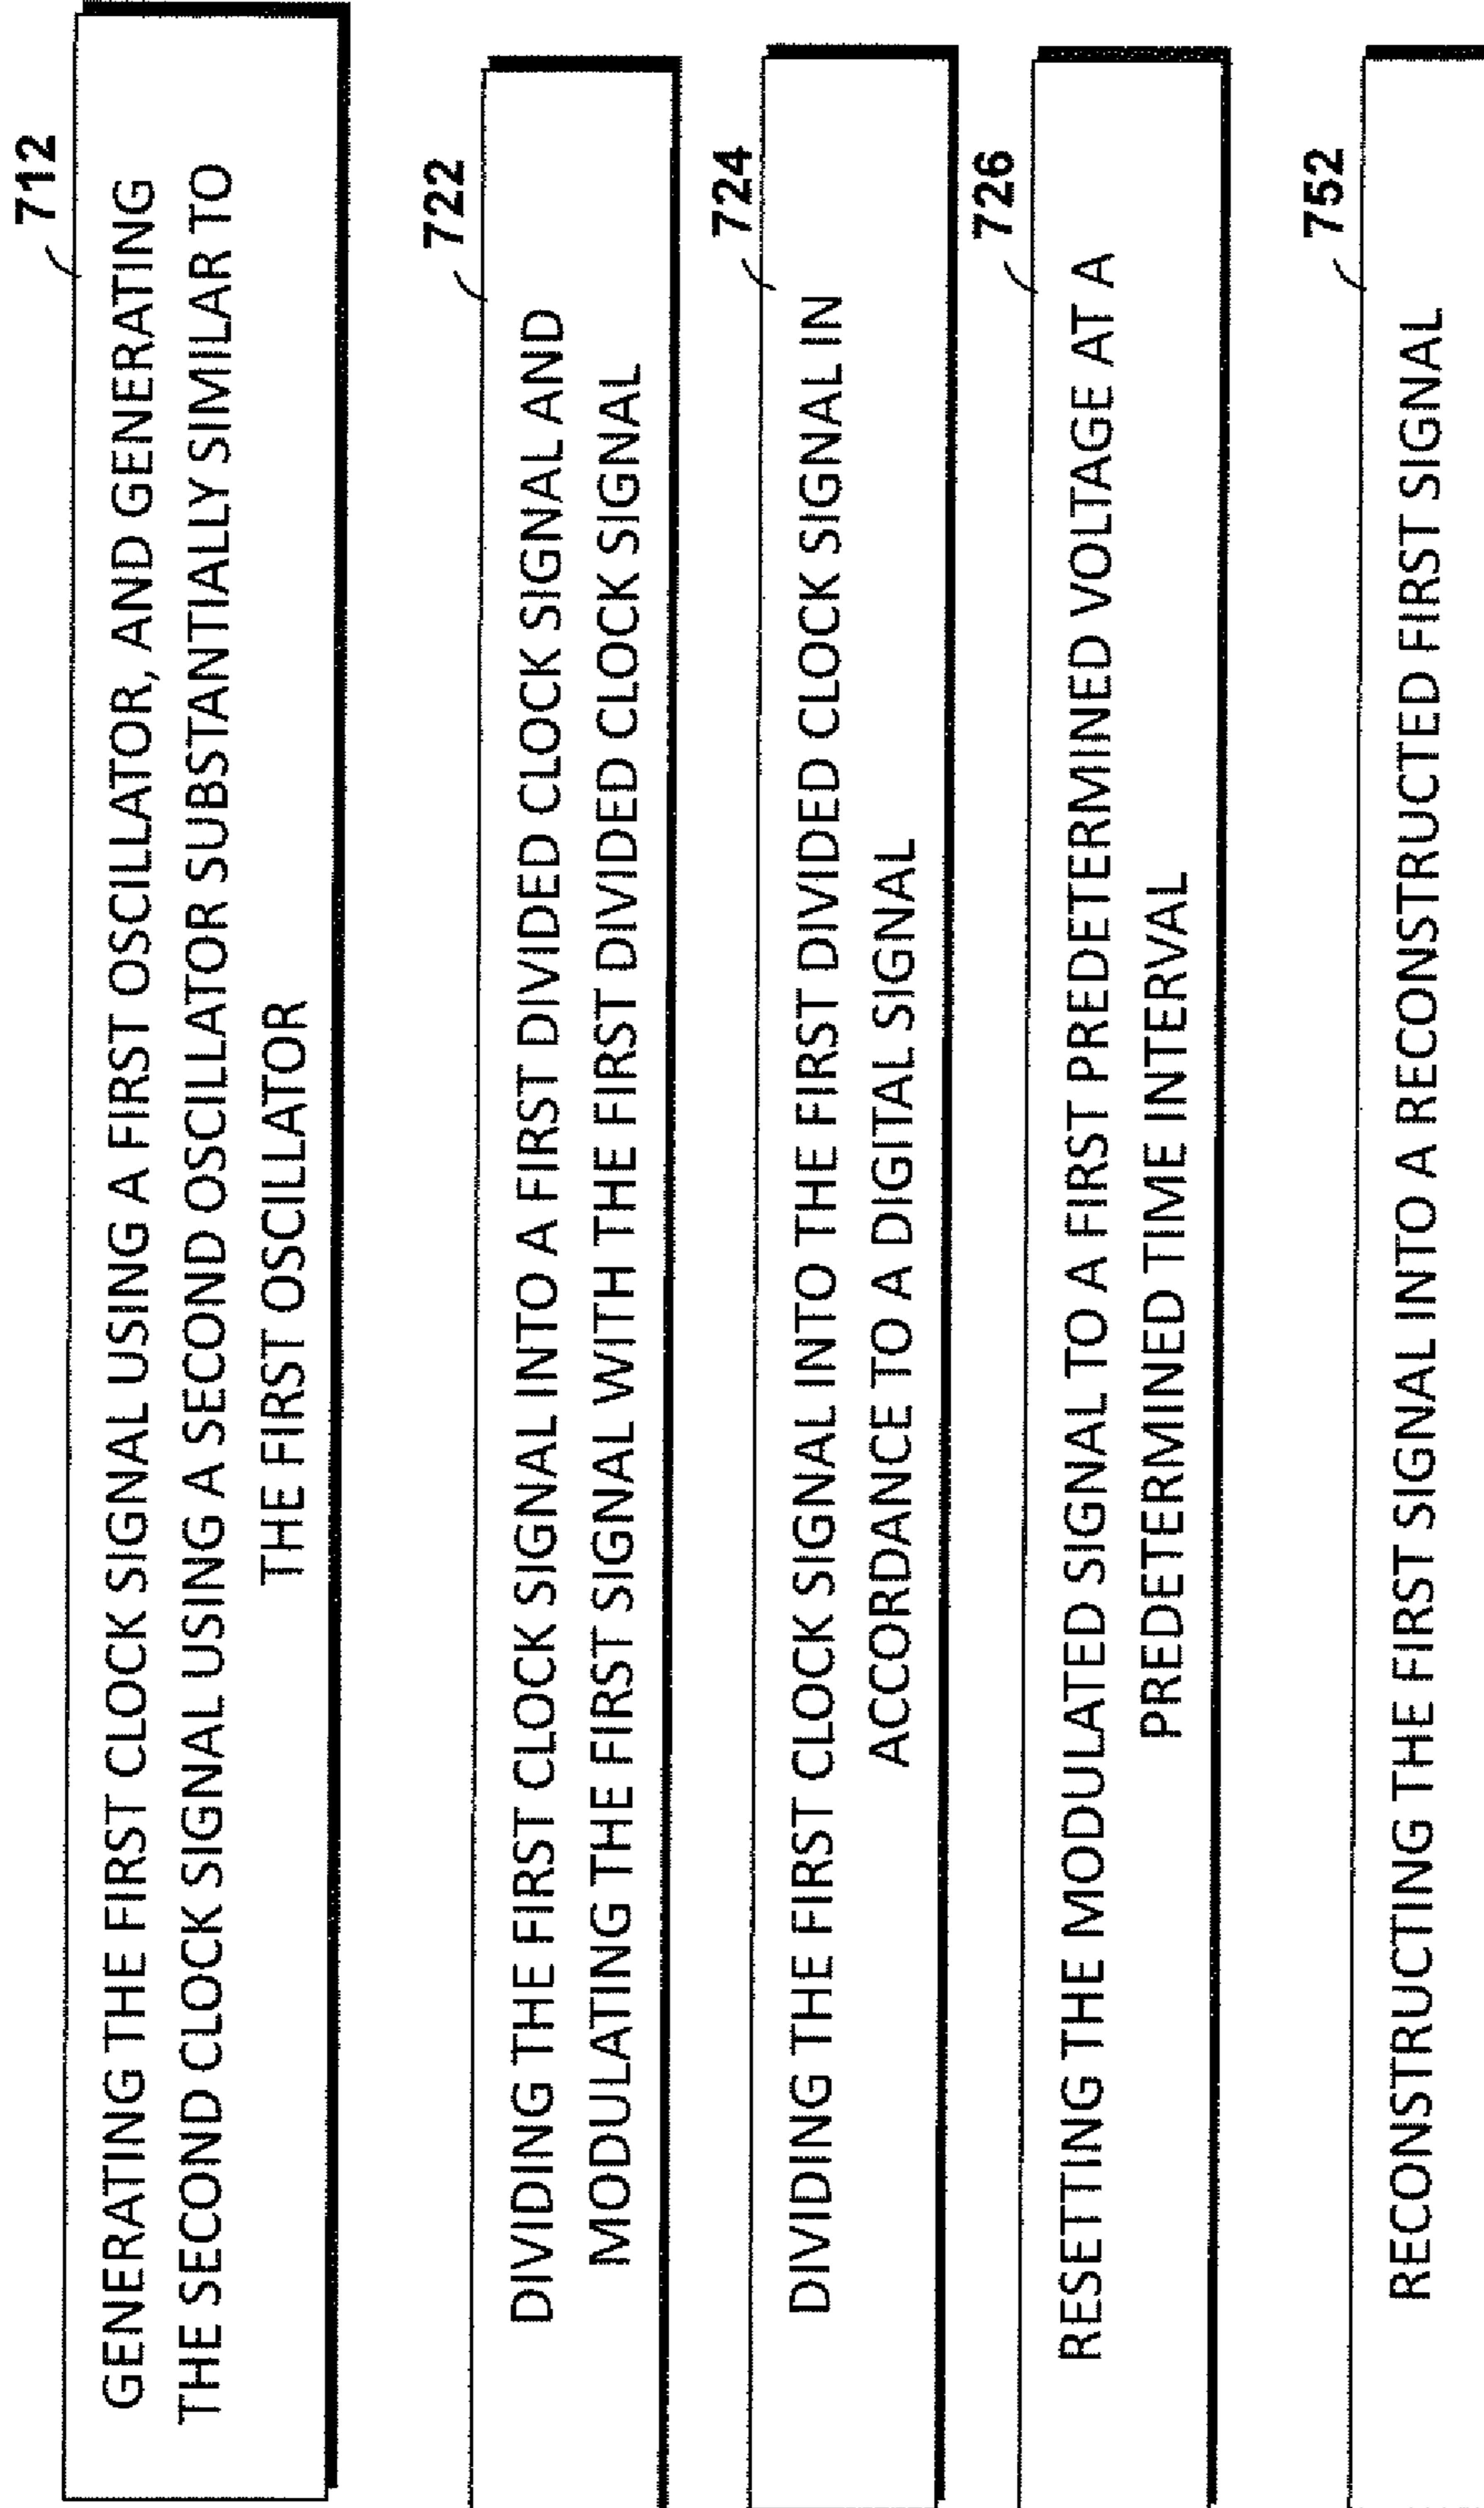 712
GENERATING THE FIRST CLOCK SIGNAL USING A FIRST OSCILLATOR, AND GENERATING
THE SECOND CLOCK SIGNAL USING A SECOND OSCILLATOR SUBSTANTIALLY SIMILAR TO
THE FIRST OSCILLATOR
722
DIVIDING THE FIRST CLOCK SIGNAL INTO A FIRST DIVIDED CLOCK SIGNAL AND
MODULATING THE FIRST SIGNAL WITH THE FIRST DIVIDED CLOCK SIGNAL
724
DIVIDING THE FIRST CLOCK SIGNAL INTO THE FIRST DIVIDED CLOCK SIGNAL IN
ACCORDANCE TO A DIGITAL SIGNAL
726
RESETTING THE MODULATED SIGNAL TO A FIRST PREDETERMINED VOLTAGE AT A
PREDETERMINED TIME INTERVAL
752
RECONSTRUCTING THE FIRST SIGNAL INTO A RECONSTRUCTED FIRST SIGNAL